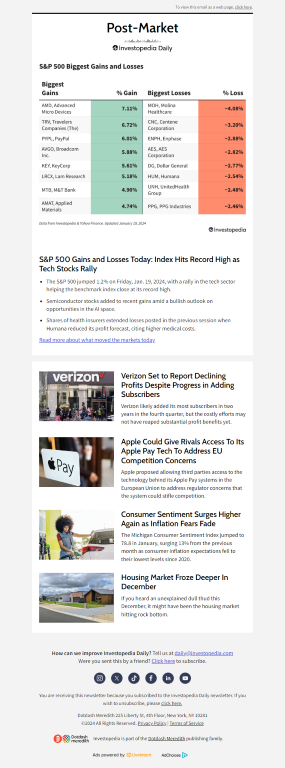 To view this email as a web page, click here.
Post-Market
Investopedia Daily
S&P 500 Biggest Gains and Losses
Biggest Gains % Gain Biggest Losses % Loss
AMD, Advanced Micro Devices 7.11% MOH, Molina Healthcare -4.08%
TRV, Travelers Companies (The) 6.72% CNC, Centene Corporation -3.20%
PYPL, PayPal ENPH, Enphase
AVGO, Broadcom Inc. 5.88% AES, AES Corporation
KEY, KeyCorp 5.61% DG, Dollar General -2.77%
LRCX, Lam Research 5.18% HUM, Humana -2.54%
MTB, M&T Bank UNH, UnitedHealth Group
AMAT, Applied Materials 4.74% PPG, PPG Industries -2.46%
Data from Investopedia & Yahoo Finance. Updated January 19, 2024
Investopedia
S&P 500 Gains and Losses Today: Index Hits Record High as
Tech Stocks Rally
The S&P 500 jumped 1.2% on Friday, Jan. 19, 2024, with a rally in the tech sector
helping the benchmark index close at its record high.
Semiconductor stocks added to recent gains amid a bullish outlook on
opportunities in the AI space.
Shares of health insurers extended losses posted in the previous session when
Humana reduced its profit forecast, citing higher medical costs.
Read more about what moved the markets today
verizon
Verizon Set to Report Declining
Profits Despite Progress in Adding
Subscribers
Verizon likely added its most subscribers in two
years in the fourth quarter, but the costly efforts may
not have reaped substantial profit benefits yet.
Pay
Apple Could Give Rivals Access To Its
Apple Pay Tech To Address EU
Competition Concerns
Apple proposed allowing third parties access to the
technology behind its Apple Pay systems in the
European Union to address regulator concerns that
the system could stifle competition.
Consumer Sentiment Surges Higher
Again as Inflation Fears Fade
The Michigan Consumer Sentiment Index jumped to
78.8 in January, surging 13% from the previous
month as consumer inflation expectations fell to
their lowest levels since 2020.
Housing Market Froze Deeper In
December
If you heard an unexplained dull thud this
December, it might have been the housing market
hitting rock bottom.
How can we improve Investopedia Daily? Tell us at daily@investopedia.com
Were you sent this by a friend? Click here to subscribe.
You are receiving this newsletter because you subscribed to the Investopedia Daily newsletter. If you
wish to unsubscribe, please click here.
Dotdash Meredith 225 Liberty St, 4th Floor, New York, NY 10281
©2024 All Rights Reserved. Privacy Policy | Terms of Service
Dotdash Meredith Investopedia is part of the Dotdash Meredith publishing family.
Ads powered by LiveIntent AdChoices